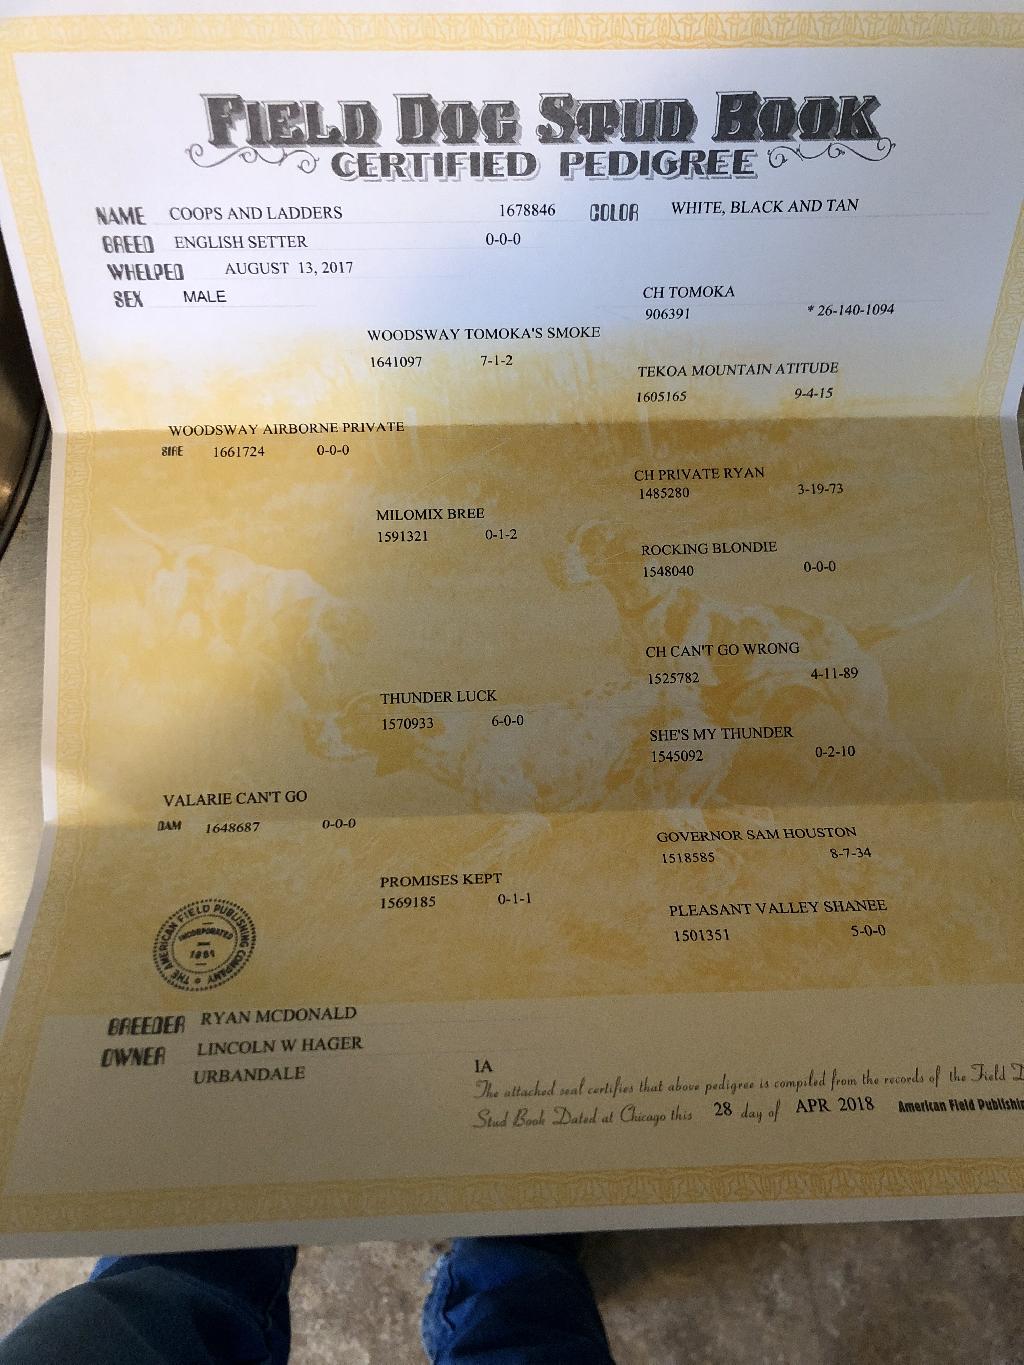 FIELD DOG STUD BOOK
CERTIFIED PEDIGREE
NAME COOPS AND LADDERS 1678846 COLOR WHITE, BLACK AND TAN
BREED ENGLISH SETTER 0-0-0
WHELPED AUGUST 13, 2017
SEX MALE
CH TOMOKA
906391 * 26-140-1094
WOODSWAY TOMOKA'S SMOKE
1641097 7-1-2
TEKOA MOUNTAIN ATITUDE
1605165 9-4-15
WOODSWAY AIRBORNE PRIVATE
SIRE 1661724 0-0-0
CH PRIVATE RYAN
1485280 3-19-73
MILOMIX BREE
1591321 0-1-2
ROCKING BLONDIE
1548040 0-0-0
CH CAN'T GO WRONG
1525782 4-11-89
THUNDER LUCK
1570933 6-0-0
SHE'S MY THUNDER
1545092 0-2-10
VALARIE CAN'T GO
DAM 1648687 0-0-0
GOVERNOR SAM HOUSTON
1518585 8-7-34
PROMISES KEPT
1569185 0-1-1
PLEASANT VALLEY SHANEE
1501351 5-0-0
THE AMERICAN FIELD PUBLISHING COMPANY
INCORPORATED
BREEDER RYAN MCDONALD
OWNER LINCOLN W HAGER
URBANDALE IA
The attached seal certifies that above pedigree is compiled from the records of the Field D
Stud Book Dated at Chicago this 28 day of APR 2018 American Field Publishin